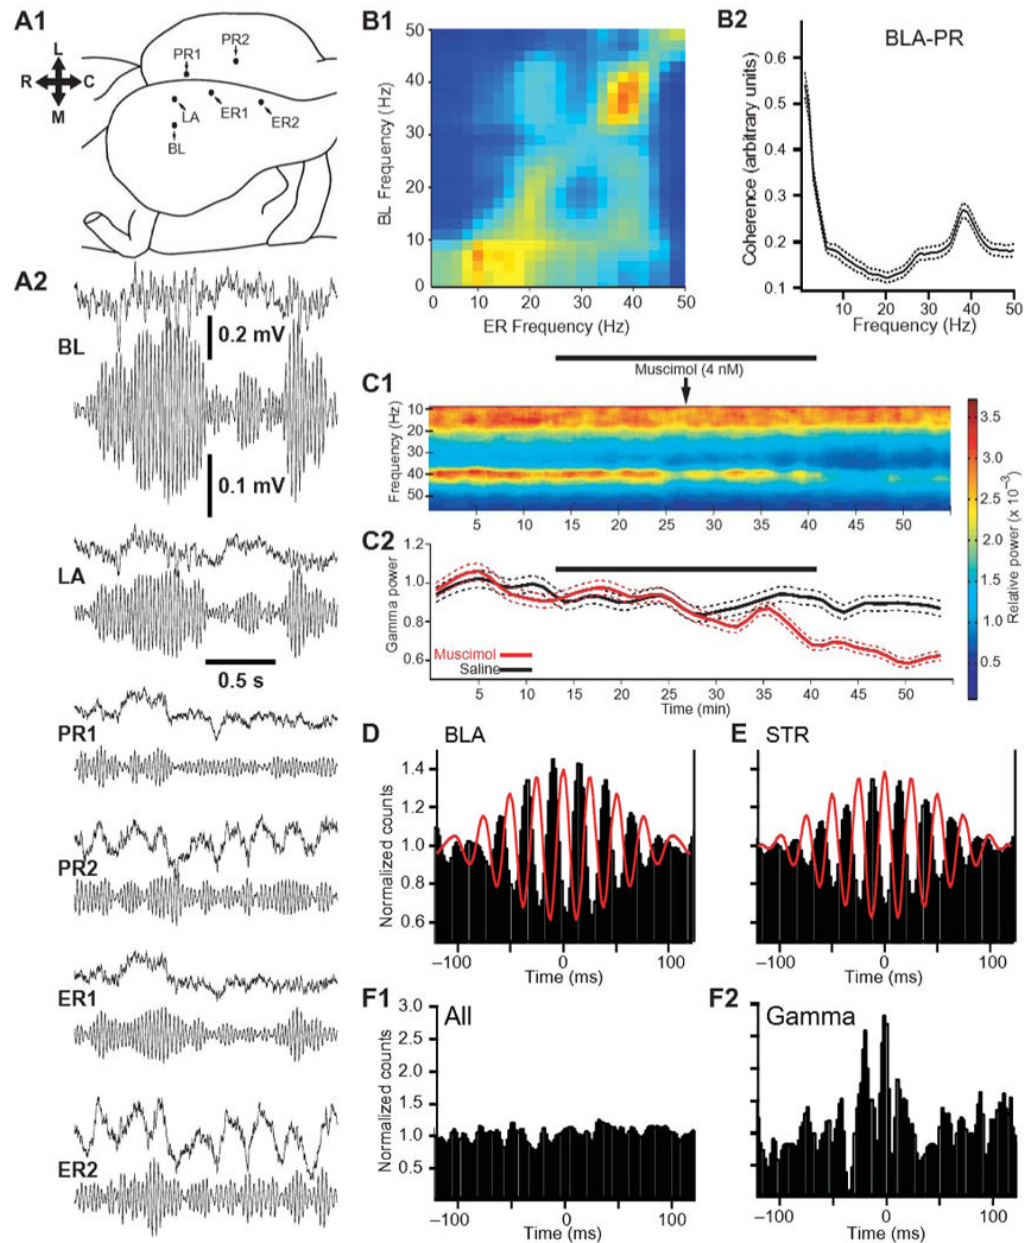 A1
L
R
C
M
PR1
PR2
LA
ER1
ER2
BL
A2
BL
0.2 mV
0.1 mV
LA
0.5 s
PR1
PR2
ER1
ER2
B1
50
40
30
20
10
0
BL Frequency (Hz)
0 10 20 30 40 50
ER Frequency (Hz)
B2
BLA-PR
0.6
0.5
0.4
0.3
0.2
0.1
Coherence (arbitrary units)
10 20 30 40 50
Frequency (Hz)
Muscimol (4 nM)
C1
10
20
30
40
50
Frequency (Hz)
5 10 15 20 25 30 35 40 45 50
3.5
3.0
2.5
2.0
1.5
1.0
0.5
Relative power (x 10⁻³)
C2
1.2
1.0
0.8
0.6
Gamma power
Muscimol
Saline
5 10 15 20 25 30 35 40 45 50
Time (min)
D
BLA
1.4
1.2
1.0
0.8
0.6
Normalized counts
–100 0 100
Time (ms)
E
STR
–100 0 100
Time (ms)
F1
All
3.0
2.5
2.0
1.5
1.0
0.5
Normalized counts
–100 0 100
Time (ms)
F2
Gamma
–100 0 100
Time (ms)